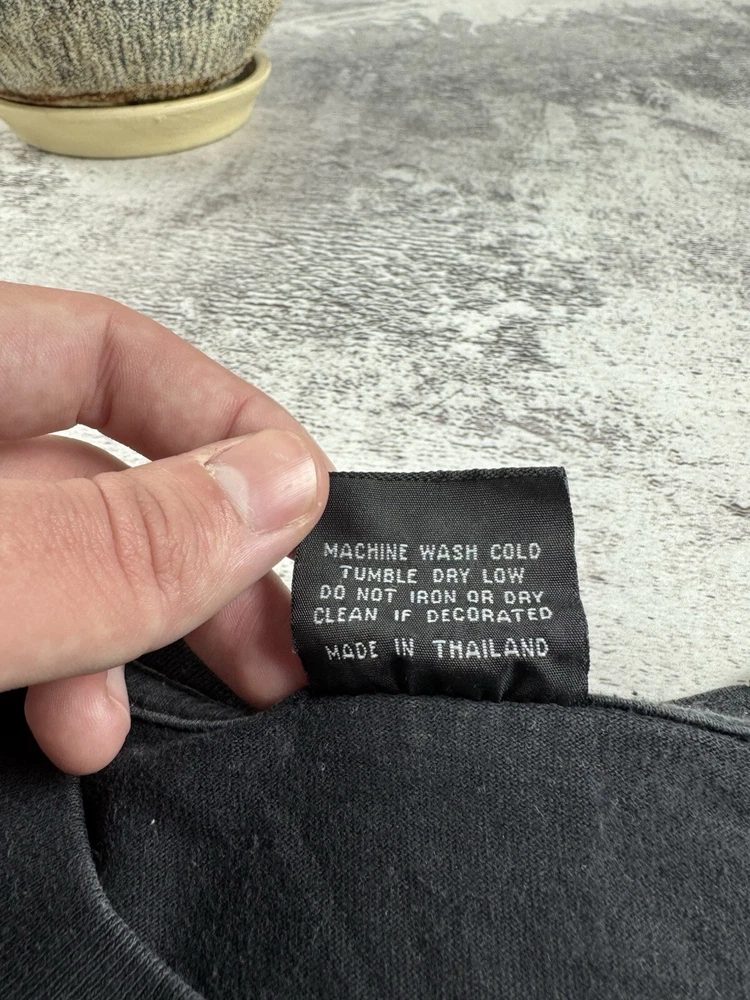 MACHINE WASH COLD
TUMBLE DRY LOW
DO NOT IRON OR DRY
CLEAN IF DECORATED
MADE IN THAILAND